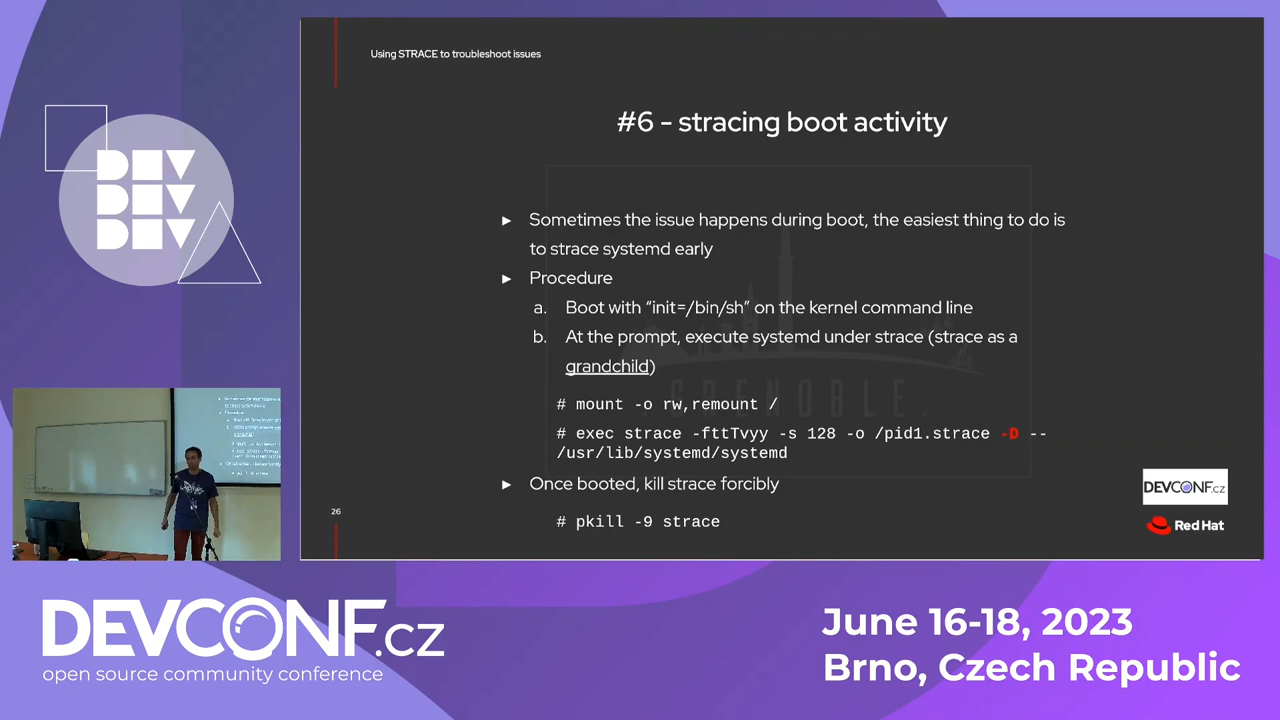 Using STRACE to troubleshoot issues
#6 - stracing boot activity
► Sometimes the issue happens during boot, the easiest thing to do is
to strace systemd early
► Procedure
a. Boot with “init=/bin/sh” on the kernel command line
b. At the prompt, execute systemd under strace (strace as a
grandchild)
# mount -o rw,remount /
# exec strace -fttTvyy -s 128 -o /pid1.strace -D --
/usr/lib/systemd/systemd
► Once booted, kill strace forcibly
# pkill -9 strace
26
GRENOBLE
DEVCONF.cz
Red Hat
DEV
DEV
DEV
DEVCONF.cz
open source community conference
June 16-18, 2023
Brno, Czech Republic